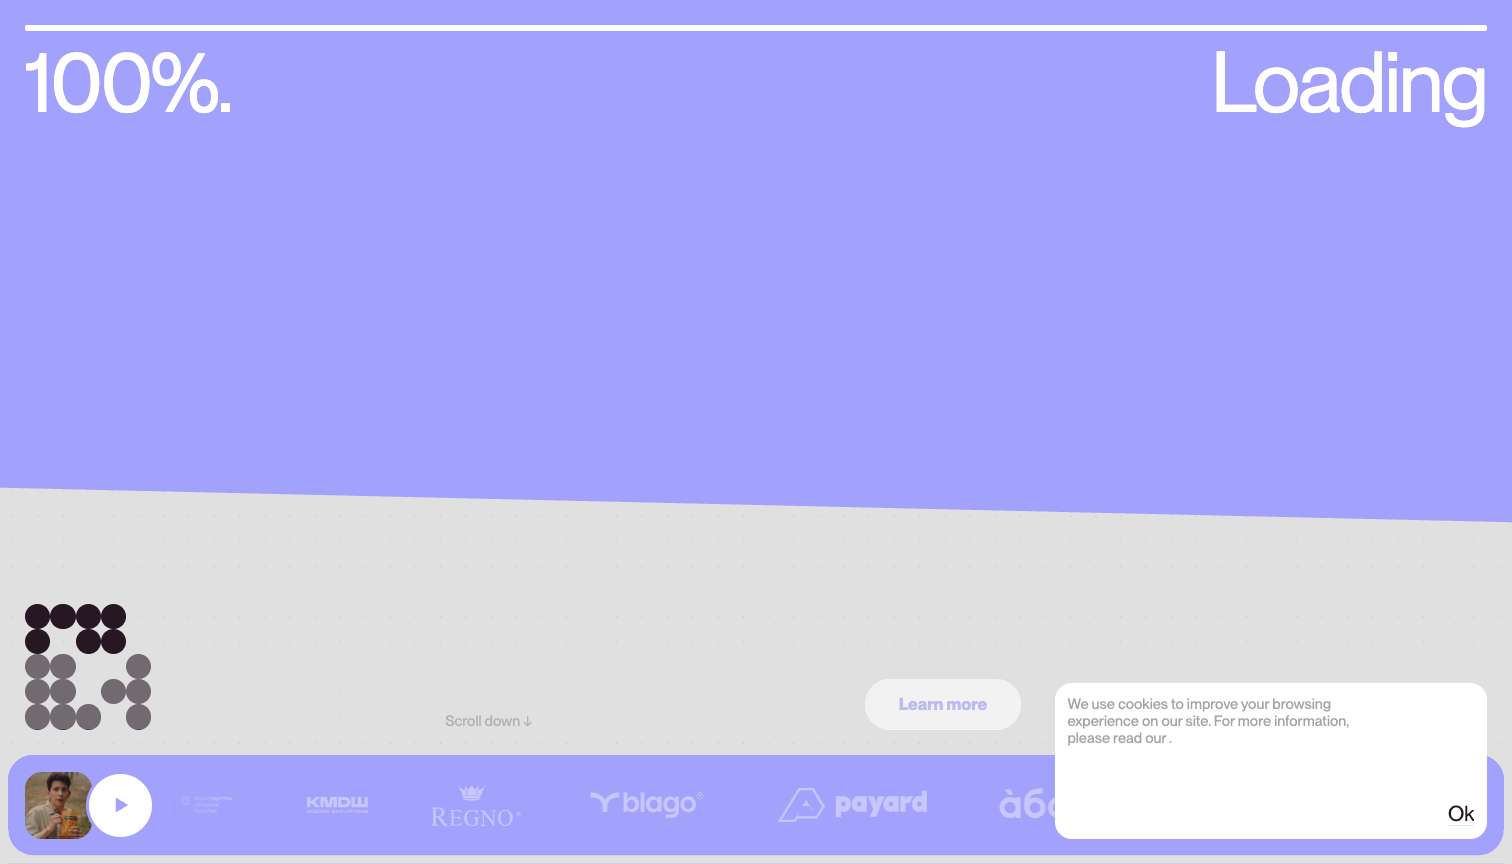 100%.
Loading
Scroll down ↓
Learn more
We use cookies to improve your browsing
experience on our site. For more information,
please read our .
Ok
KMDW
REGNO®
blago®
payard